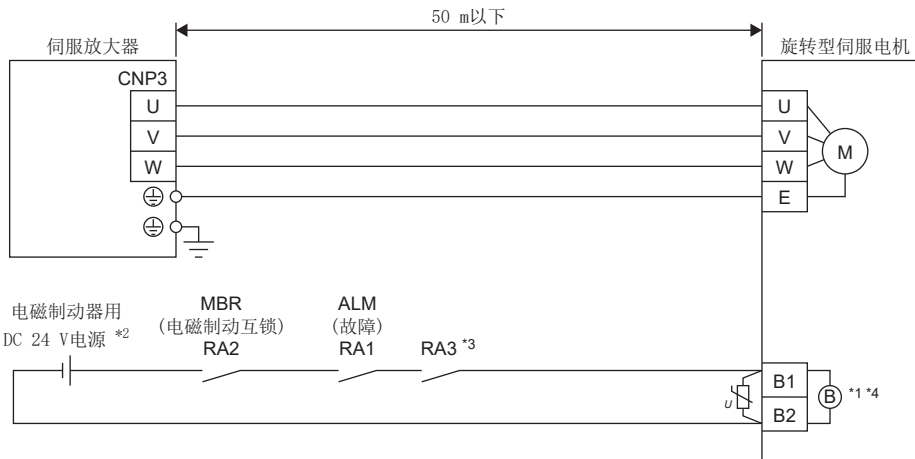 50 m以下
伺服放大器
旋转型伺服电机
CNP3
U
V
W
U
V
W
E
M
电磁制动器用
DC 24 V电源 *2
MBR
(电磁制动互锁)
RA2
ALM
(故障)
RA1
RA3 *3
U
B1
B2
B
*1 *4